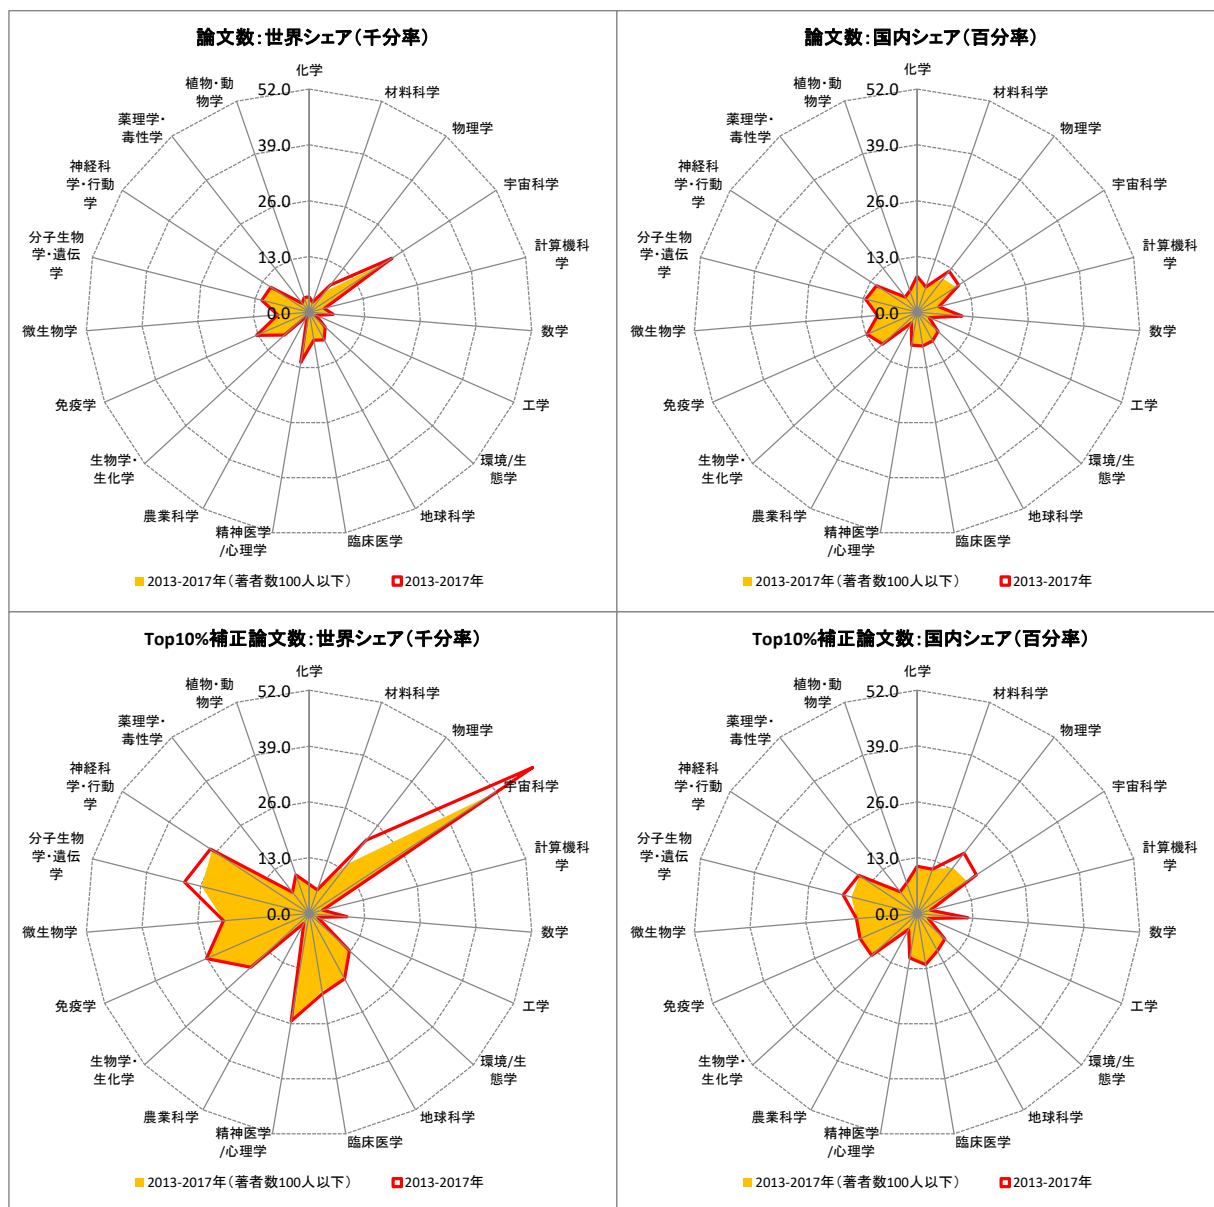 論文数：世界シェア（千分率）
化学
材料科学
物理学
宇宙科学
計算機科
学
数学
工学
環境/生
態学
地球科学
臨床医学
精神医学
/心理学
農業科学
生物学・
生化学
免疫学
微生物学
分子生物
学・遺伝
学
神経科
学・行動
学
薬理学・
毒性学
植物・動
物学
52.0
39.0
26.0
13.0
0.0
2013-2017年（著者数100人以下）
2013-2017年
論文数：国内シェア（百分率）
化学
材料科学
物理学
宇宙科学
計算機科
学
数学
工学
環境/生
態学
地球科学
臨床医学
精神医学
/心理学
農業科学
生物学・
生化学
免疫学
微生物学
分子生物
学・遺伝
学
神経科
学・行動
学
薬理学・
毒性学
植物・動
物学
52.0
39.0
26.0
13.0
0.0
2013-2017年（著者数100人以下）
2013-2017年
Top10%補正論文数：世界シェア（千分率）
化学
材料科学
物理学
宇宙科学
計算機科
学
数学
工学
環境/生
態学
地球科学
臨床医学
精神医学
/心理学
農業科学
生物学・
生化学
免疫学
微生物学
分子生物
学・遺伝
学
神経科
学・行動
学
薬理学・
毒性学
植物・動
物学
52.0
39.0
26.0
13.0
0.0
2013-2017年（著者数100人以下）
2013-2017年
Top10%補正論文数：国内シェア（百分率）
化学
材料科学
物理学
宇宙科学
計算機科
学
数学
工学
環境/生
態学
地球科学
臨床医学
精神医学
/心理学
農業科学
生物学・
生化学
免疫学
微生物学
分子生物
学・遺伝
学
神経科
学・行動
学
薬理学・
毒性学
植物・動
物学
52.0
39.0
26.0
13.0
0.0
2013-2017年（著者数100人以下）
2013-2017年